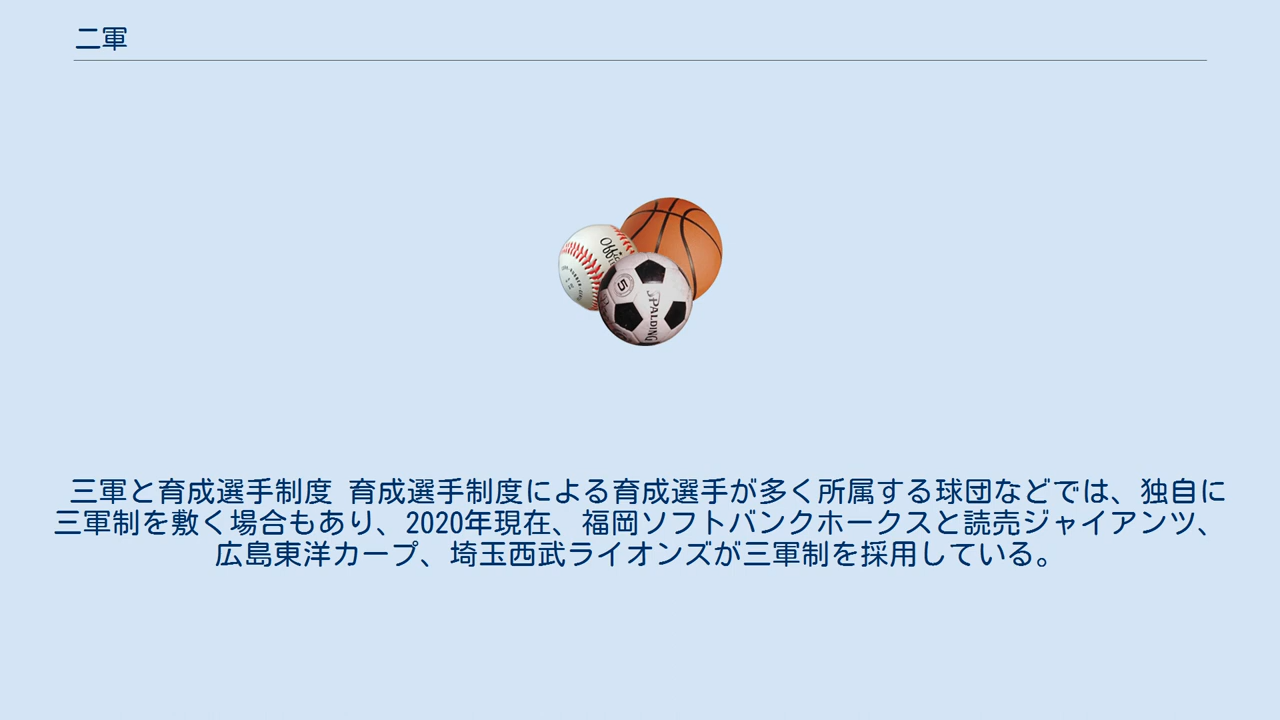 二軍
Offic
5
SPALDING
三軍と育成選手制度 育成選手制度による育成選手が多く所属する球団などでは、独自に
三軍制を敷く場合もあり、2020年現在、福岡ソフトバンクホークスと読売ジャイアンツ、
広島東洋カープ、埼玉西武ライオンズが三軍制を採用している。